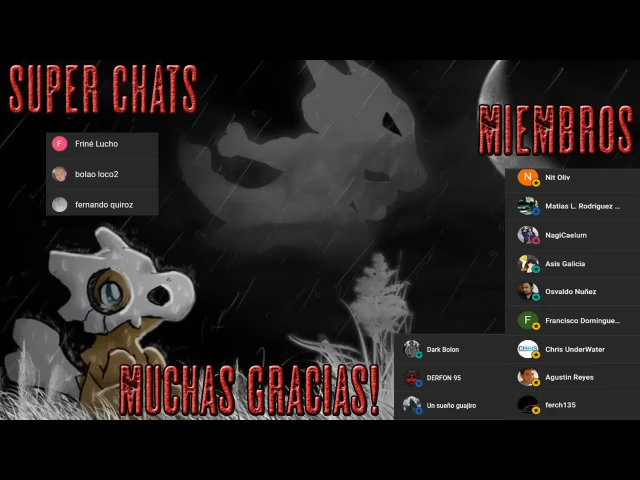 SUPER CHATS
F Friné Lucho
bolao loco2
fernando quiroz
MIEMBROS
N Nit Oliv
Matias L. Rodriguez ...
NagiCaelum
Asis Galicia
Osvaldo Nuñez
F Francisco Domingue...
Chris UnderWater
Agustin Reyes
ferch135
Dark Bolon
DERFON 95
Un sueño guajiro
MUCHAS GRACIAS!